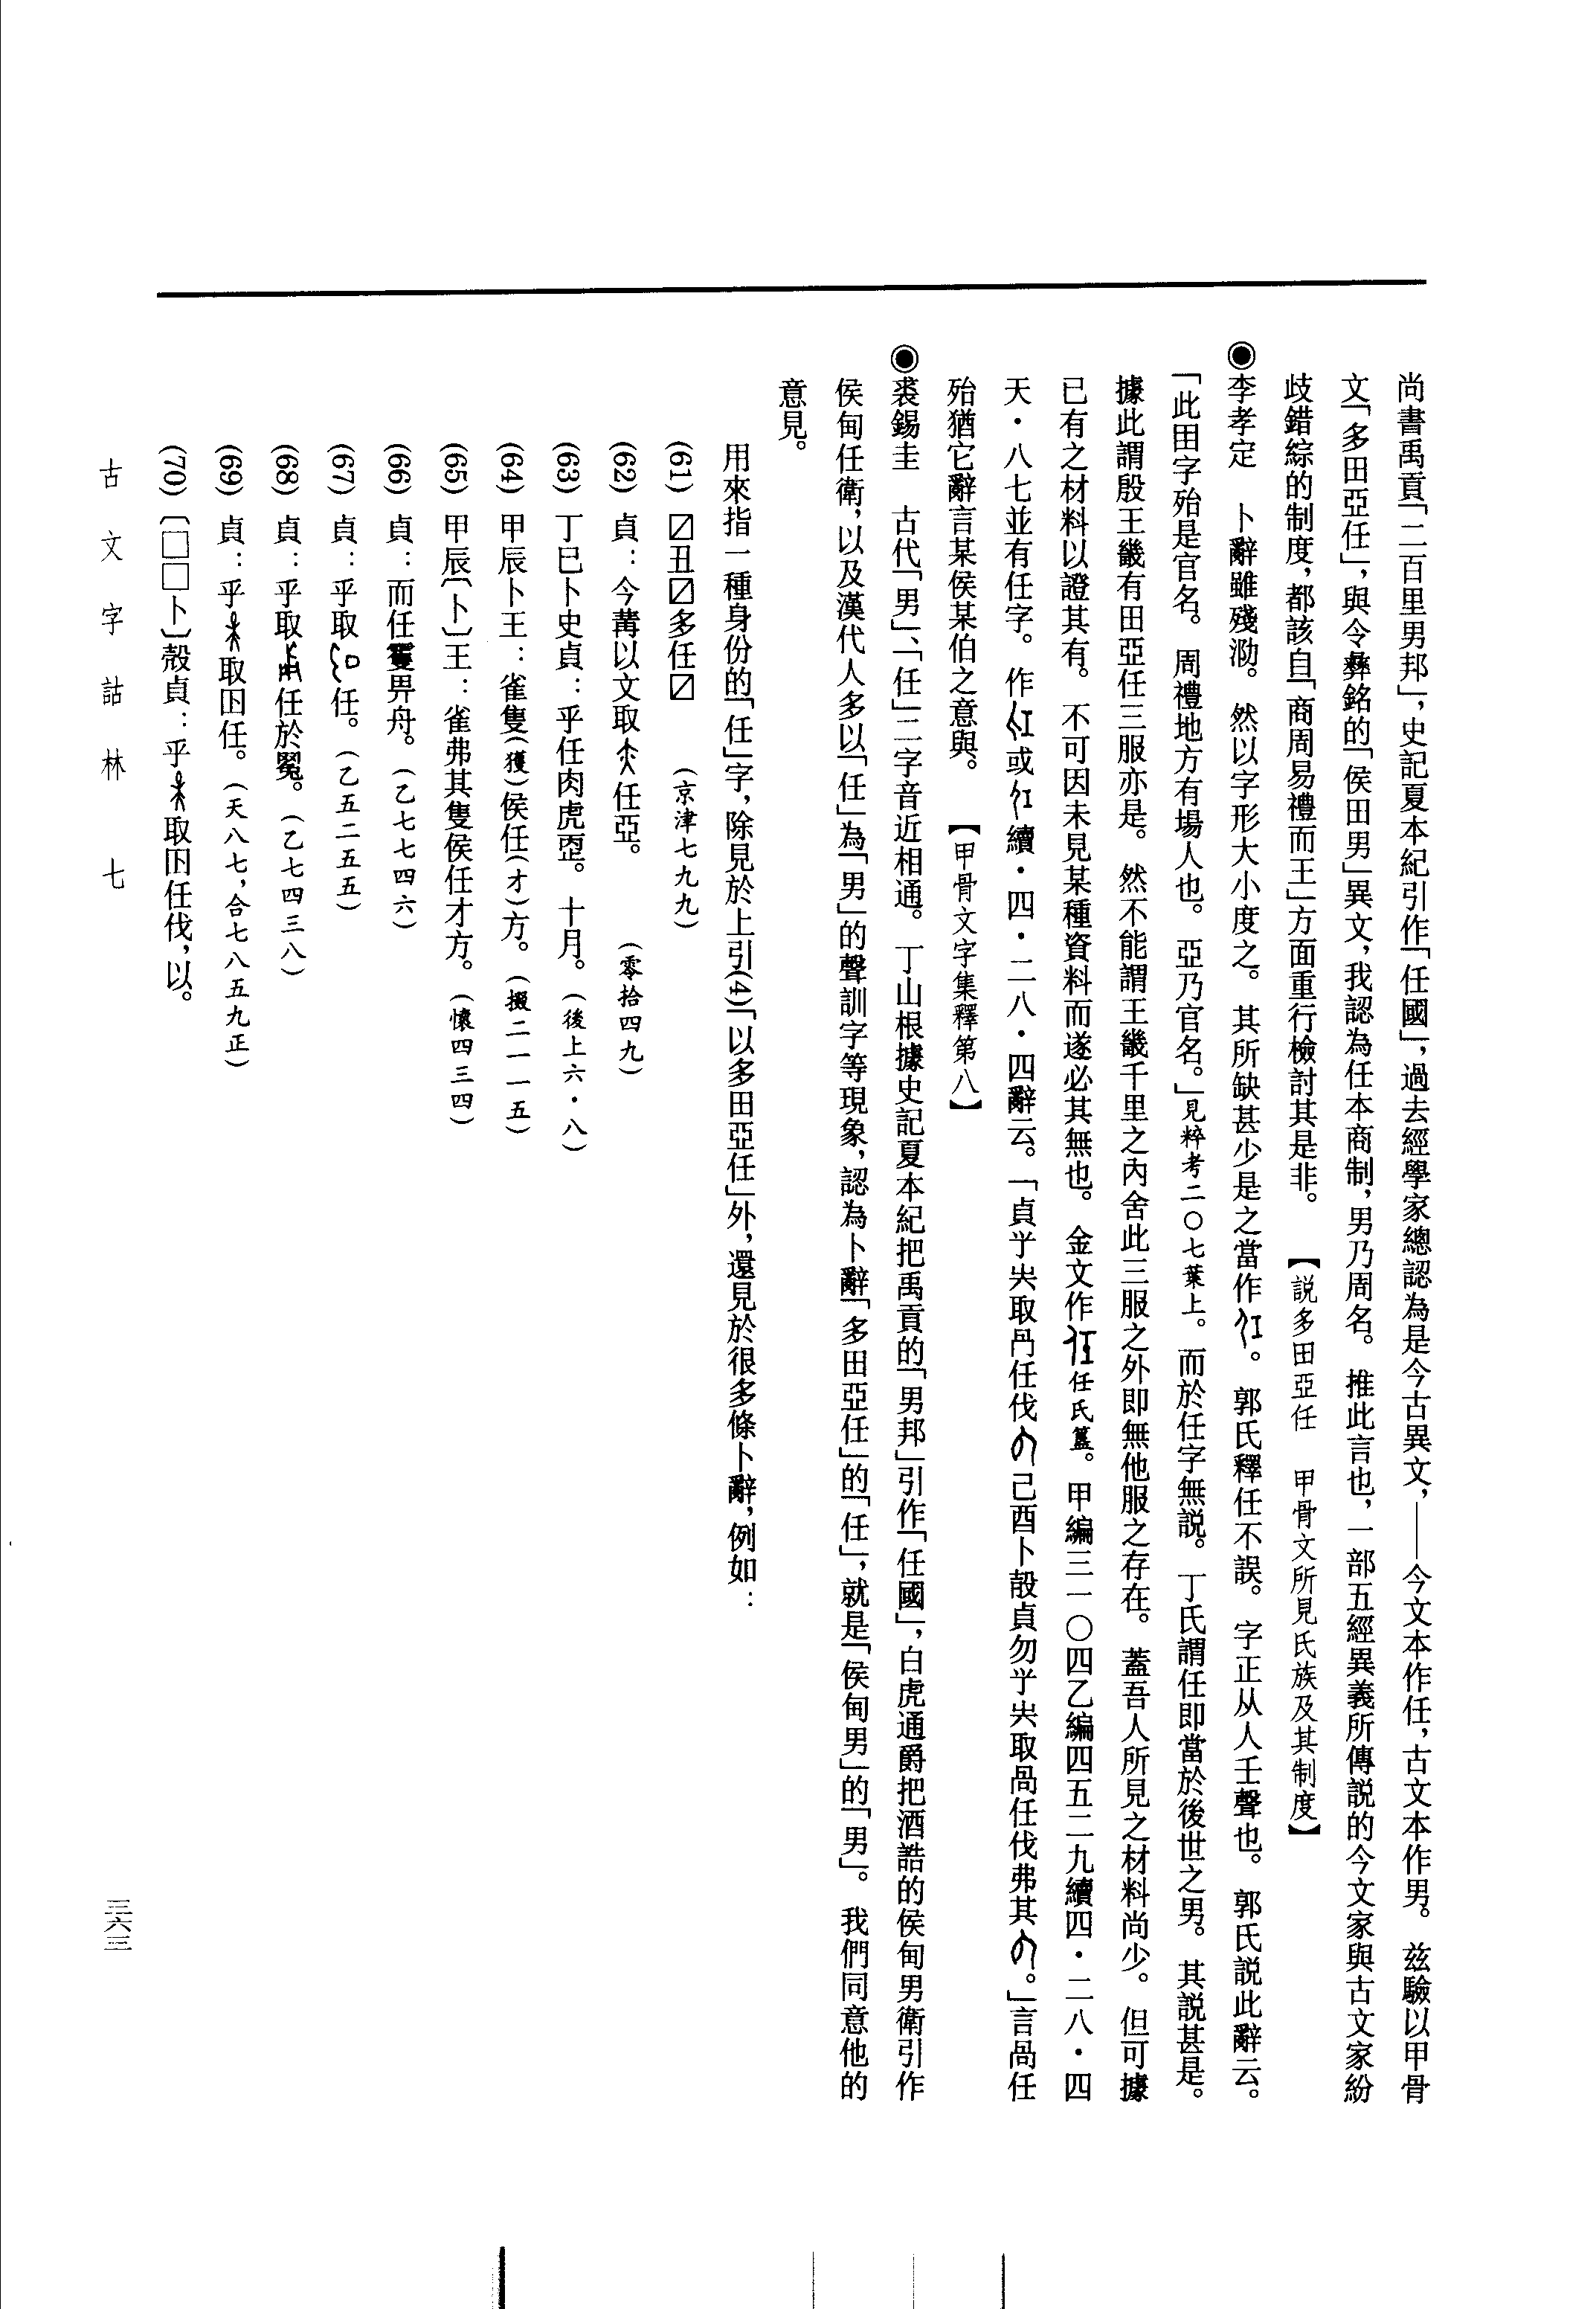 尚書禹貢「二百里男邦」，史記夏本紀引作「任國」，過去經學家總認為是今古異文，——今文本作任，古文本作男。茲驗以甲骨
文「多田亞任」，與令彝銘的「侯田男」異文，我認為任本商制，男乃周名。推此言也，一部五經異義所傳説的今文家與古文家紛
歧錯綜的制度，都該自「商周易禮而王」方面重行檢討其是非。【説多田亞任　甲骨文所見氏族及其制度】
◉李孝定　卜辭雖殘泐。然以字形大小度之。其所缺甚少是之當作。郭氏釋任不誤。字正从人壬聲也。郭氏説此辭云。
「此田字殆是官名。周禮地方有場人也。亞乃官名。」見粹考二〇七葉上。而於任字無説。丁氏謂任即當於後世之男。其説甚是。
據此謂殷王畿有田亞任三服亦是。然不能謂王畿千里之內舍此三服之外即無他服之存在。蓋吾人所見之材料尚少。但可據
已有之材料以證其有。不可因未見某種資料而遂必其無也。金文作任氏簋。甲編三一〇四乙編四五二九續四・二八・四
天・八七並有任字。作或續・四・二八・四辭云。「貞乎取任伐己酉卜㱿貞勿乎取任伐弗其。」言任
殆猶它辭言某侯某伯之意與。【甲骨文字集釋第八】
◉裘錫圭　古代「男」、「任」二字音近相通。丁山根據史記夏本紀把禹貢的「男邦」引作「任國」，白虎通爵把酒誥的侯甸男衛引作
侯甸任衛，以及漢代人多以「任」為「男」的聲訓字等現象，認為卜辭「多田亞任」的「任」，就是「侯甸男」的「男」。我們同意他的
意見。
用來指一種身份的「任」字，除見於上引(4)「以多田亞任」外，還見於很多條卜辭，例如：
(61) ☑丑☑多任☑　(京津七九九)
(62) 貞：今冓以文取任亞。　(零拾四九)
(63) 丁巳卜史貞：乎任肉虎。十月。(後上六・八)
(64) 甲辰卜王：雀隻(獲)侯任(才)方。(掇二一一五)
(65) 甲辰〔卜〕王：雀弗其隻侯任才方。(懷四三四)
(66) 貞：而任畀舟。(乙七七四六)
(67) 貞：乎取任。(乙五二五五)
(68) 貞：乎取任於。(乙七四三八)
(69) 貞：乎取任。(天八七，合七八五九正)
(70) 〔□□卜〕㱿貞：乎取任伐，以。
古文字詁林　七
三六三